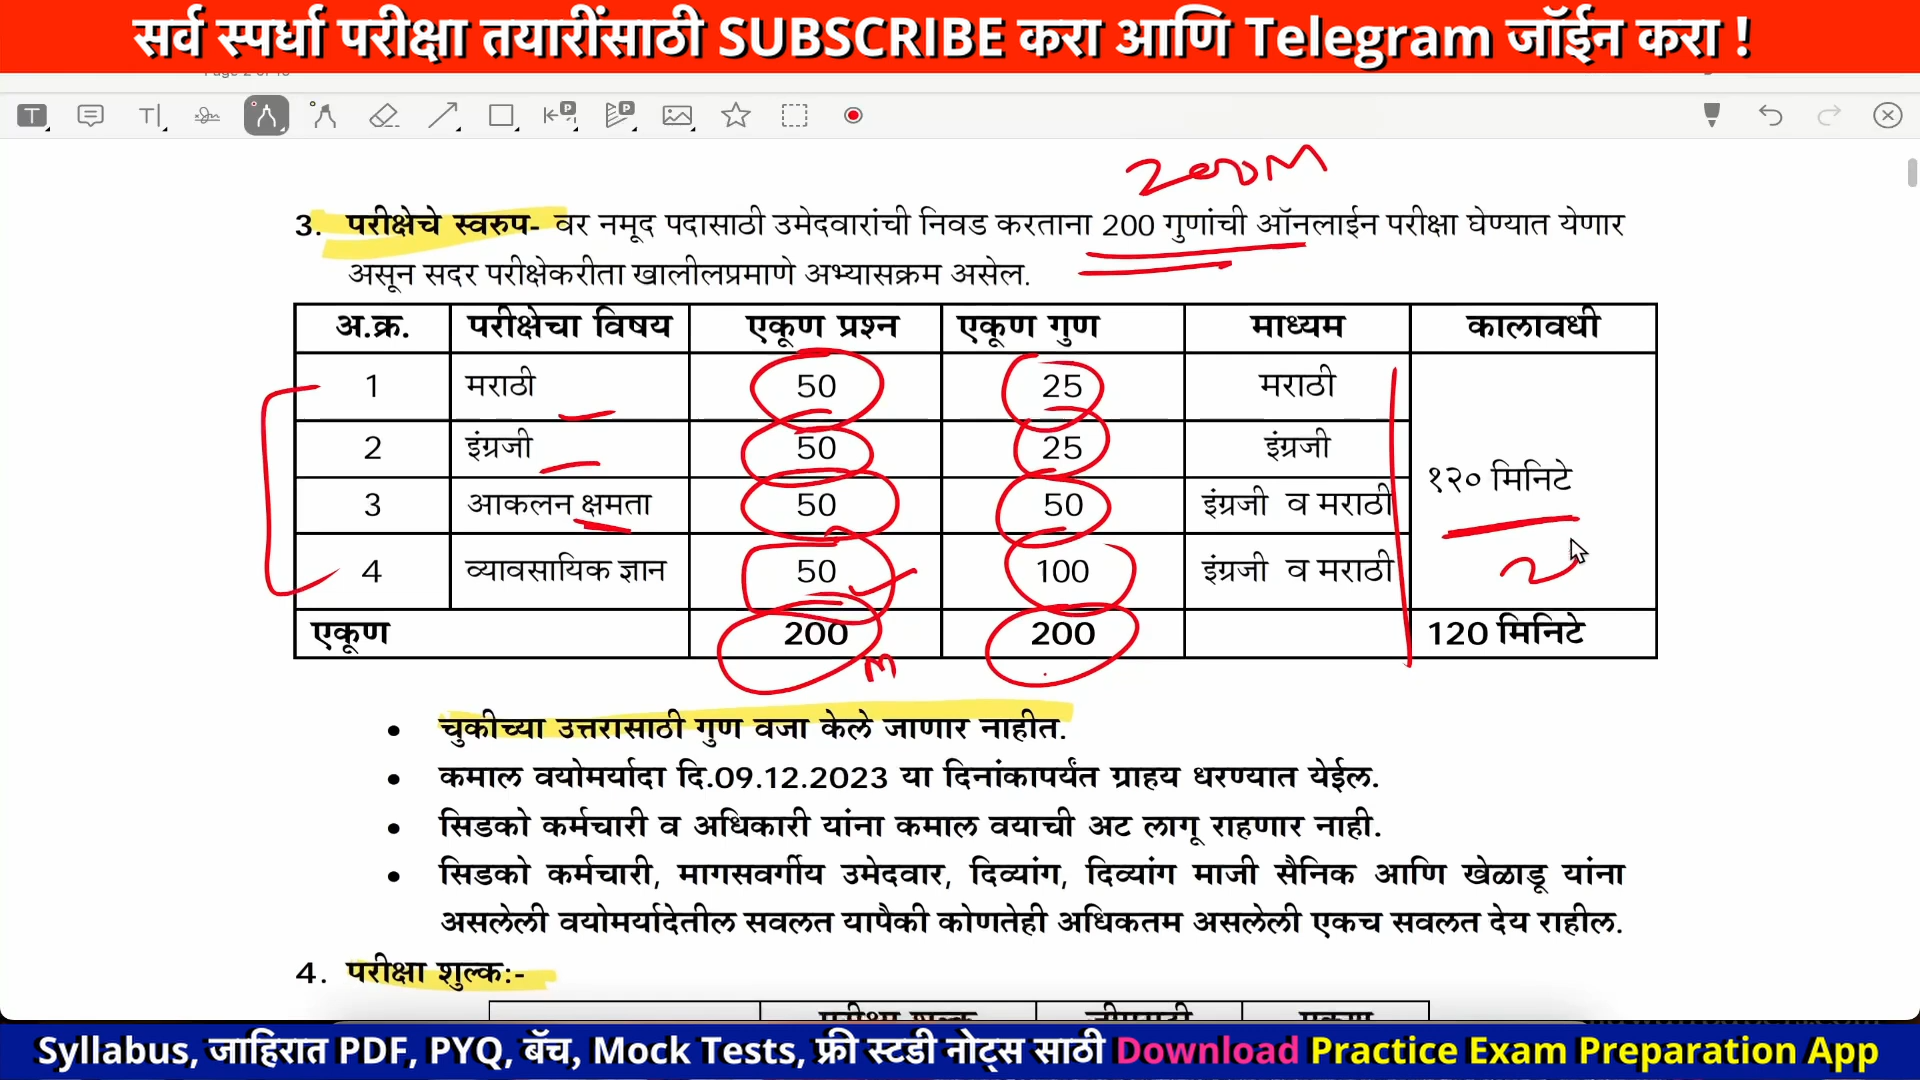 सर्व स्पर्धा परीक्षा तयारींसाठी SUBSCRIBE करा आणि Telegram जॉईन करा !
200M
3. परीक्षेचे स्वरुप- वर नमूद पदासाठी उमेदवारांची निवड करताना 200 गुणांची ऑनलाईन परीक्षा घेण्यात येणार
असून सदर परीक्षेकरीता खालीलप्रमाणे अभ्यासक्रम असेल.
अ.क्र. परीक्षेचा विषय एकूण प्रश्न एकूण गुण माध्यम कालावधी
1 मराठी 50 25 मराठी
2 इंग्रजी 50 25 इंग्रजी
१२० मिनिटे
3 आकलन क्षमता 50 50 इंग्रजी व मराठी
4 व्यावसायिक ज्ञान 50 100 इंग्रजी व मराठी
2
एकूण 200 200 120 मिनिटे
m
• चुकीच्या उत्तरासाठी गुण वजा केले जाणार नाहीत.
• कमाल वयोमर्यादा दि.09.12.2023 या दिनांकापर्यंत ग्राहय धरण्यात येईल.
• सिडको कर्मचारी व अधिकारी यांना कमाल वयाची अट लागू राहणार नाही.
• सिडको कर्मचारी, मागसवर्गीय उमेदवार, दिव्यांग, दिव्यांग माजी सैनिक आणि खेळाडू यांना
असलेली वयोमर्यादेतील सवलत यापैकी कोणतेही अधिकतम असलेली एकच सवलत देय राहील.
4. परीक्षा शुल्क:-
Syllabus, जाहिरात PDF, PYQ, बॅच, Mock Tests, फ्री स्टडी नोट्स साठी Download Practice Exam Preparation App